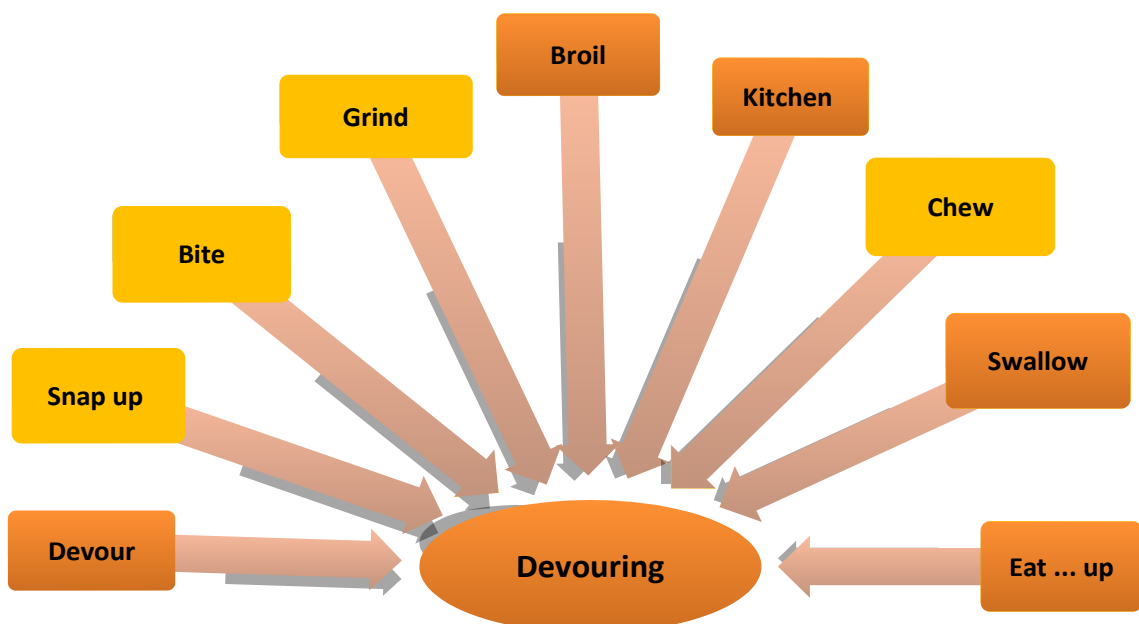 Broil
Kitchen
Grind
Chew
Bite
Swallow
Snap up
Devour
Devouring
Eat ... up